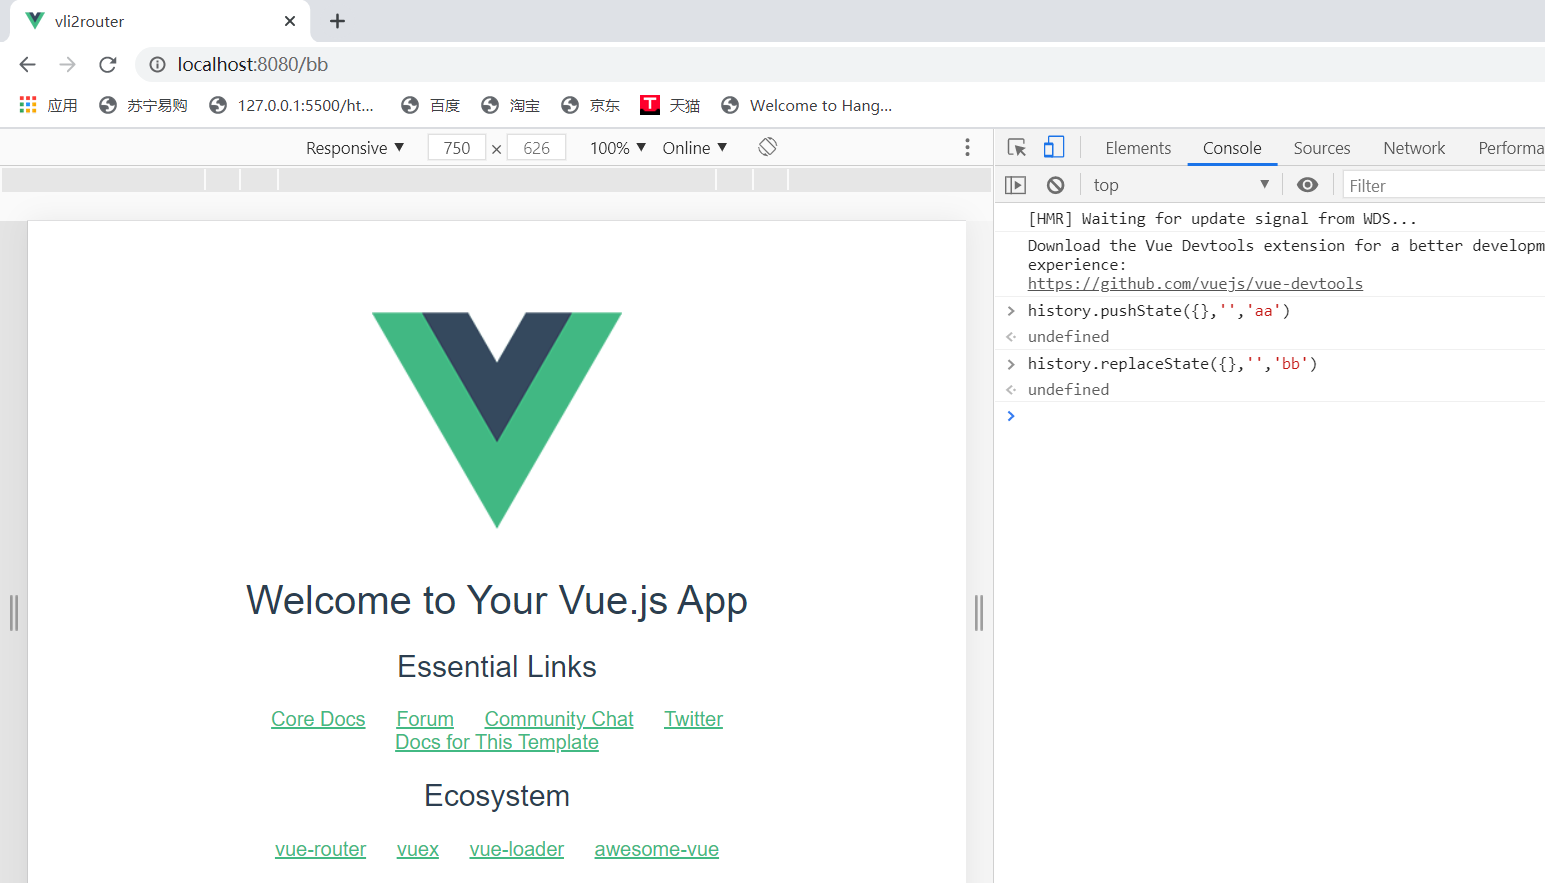 vli2router
localhost:8080/bb
应用 苏宁易购 127.0.0.1:5500/ht... 百度 淘宝 京东 T 天猫 Welcome to Hang...
Responsive ▼ 750 × 626 100% ▼ Online ▼
Elements Console Sources Network Performa
top ▼ Filter
[HMR] Waiting for update signal from WDS...
Download the Vue Devtools extension for a better developm
experience:
https://github.com/vuejs/vue-devtools
> history.pushState({},'','aa')
undefined
> history.replaceState({},'','bb')
undefined
>
Welcome to Your Vue.js App
Essential Links
Core Docs Forum Community Chat Twitter
Docs for This Template
Ecosystem
vue-router vuex vue-loader awesome-vue